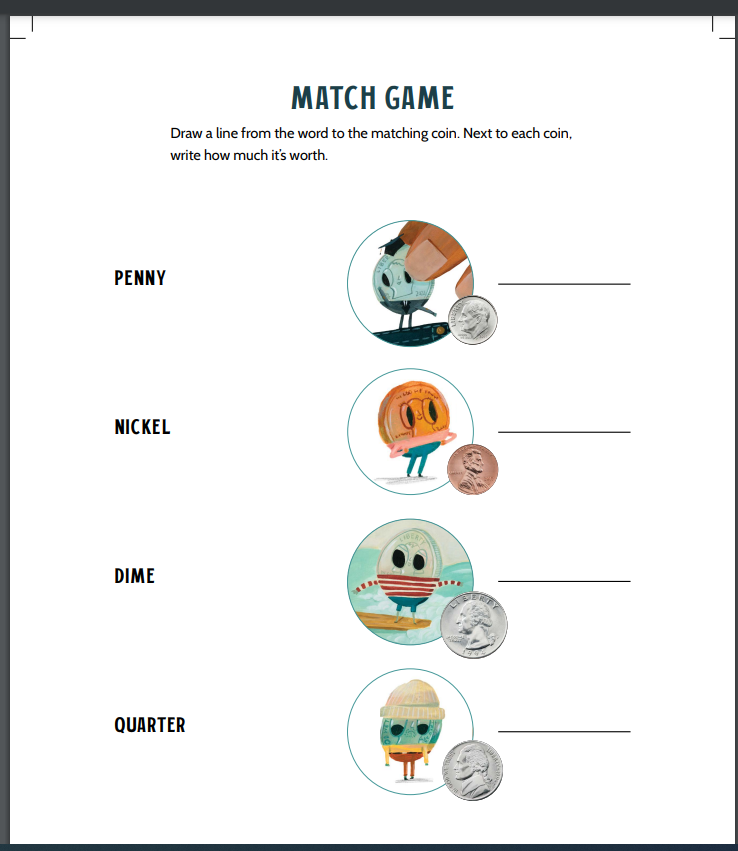 MATCH GAME
Draw a line from the word to the matching coin. Next to each coin,
write how much it's worth.
PENNY
NICKEL
DIME
LIBERTY
QUARTER